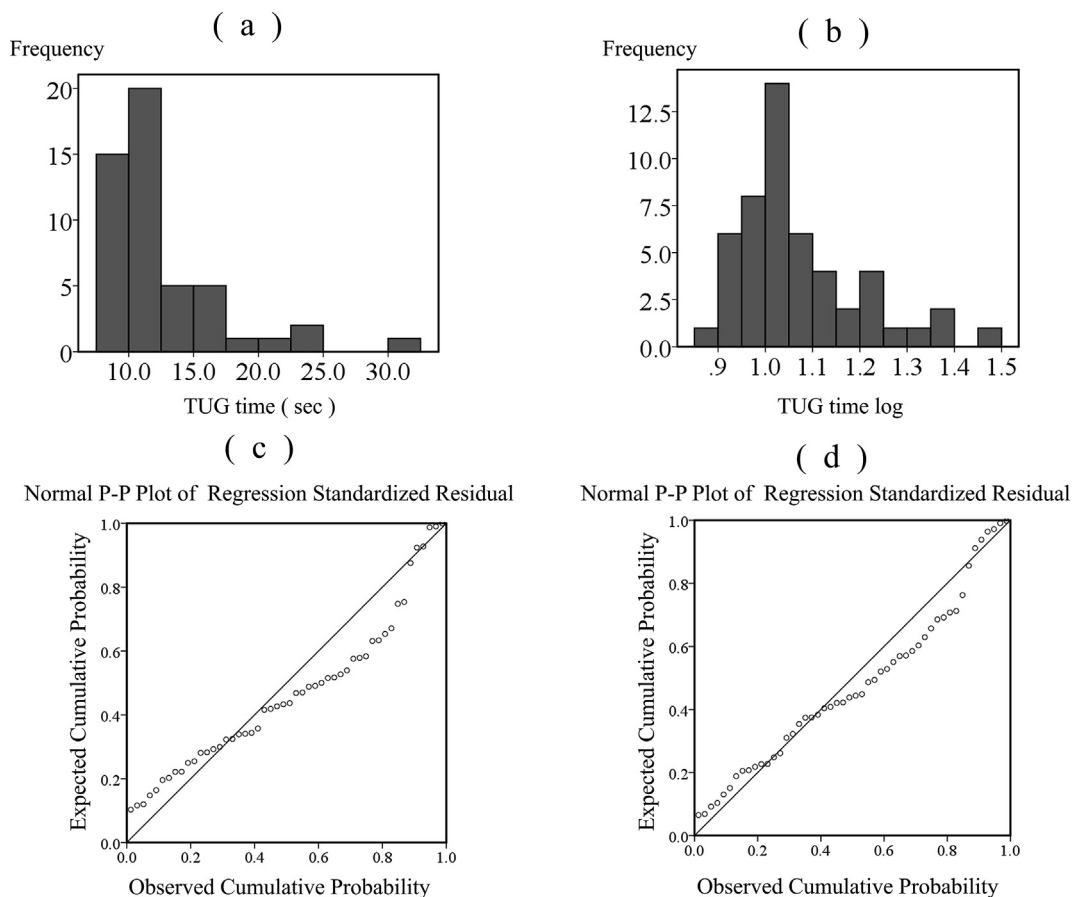 ( a )
Frequency
20
15
10
5
0
10.0 15.0 20.0 25.0 30.0
TUG time ( sec )
( b )
Frequency
12.5
10.0
7.5
5.0
2.5
0.0
.9 1.0 1.1 1.2 1.3 1.4 1.5
TUG time log
( c )
Normal P-P Plot of Regression Standardized Residual
Expected Cumulative Probability
1.0
0.8
0.6
0.4
0.2
0.0
0.0 0.2 0.4 0.6 0.8 1.0
Observed Cumulative Probability
( d )
Normal P-P Plot of Regression Standardized Residual
Expected Cumulative Probability
1.0
0.8
0.6
0.4
0.2
0.0
0.0 0.2 0.4 0.6 0.8 1.0
Observed Cumulative Probability